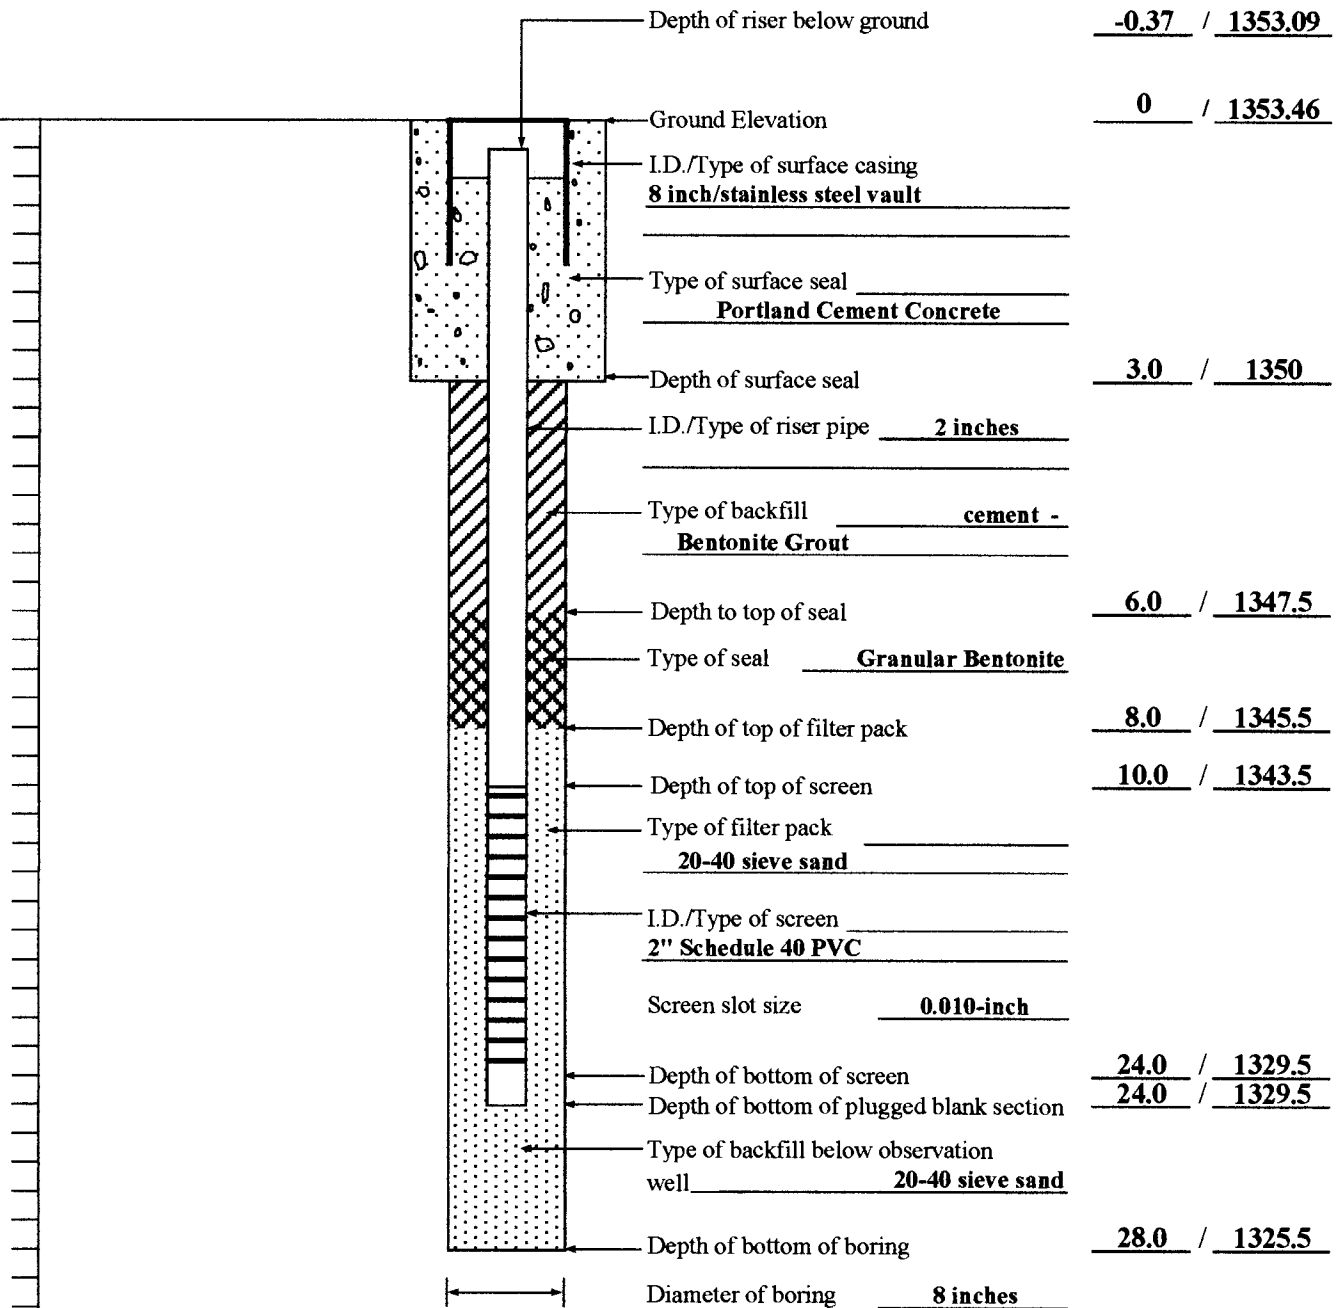 Depth of riser below ground -0.37 / 1353.09
Ground Elevation 0 / 1353.46
I.D./Type of surface casing
8 inch/stainless steel vault
Type of surface seal
Portland Cement Concrete
Depth of surface seal 3.0 / 1350
I.D./Type of riser pipe 2 inches
Type of backfill cement -
Bentonite Grout
Depth to top of seal 6.0 / 1347.5
Type of seal Granular Bentonite
Depth of top of filter pack 8.0 / 1345.5
Depth of top of screen 10.0 / 1343.5
Type of filter pack
20-40 sieve sand
I.D./Type of screen
2" Schedule 40 PVC
Screen slot size 0.010-inch
Depth of bottom of screen 24.0 / 1329.5
Depth of bottom of plugged blank section 24.0 / 1329.5
Type of backfill below observation
well 20-40 sieve sand
Depth of bottom of boring 28.0 / 1325.5
Diameter of boring 8 inches